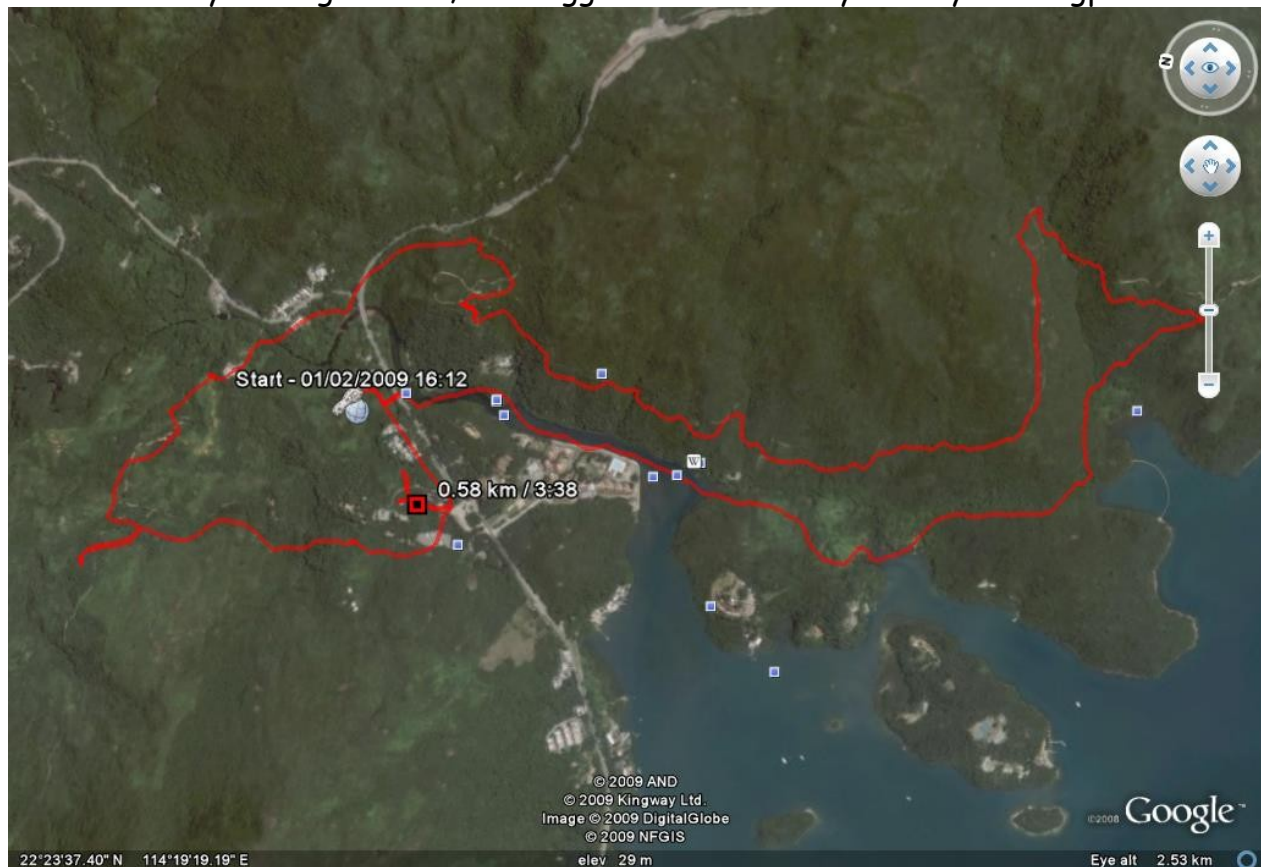 N
Start - 01/02/2009 16:12
W
0.58 km / 3:38
© 2009 AND
© 2009 Kingway Ltd.
Image © 2009 DigitalGlobe
© 2009 NFGIS
©2008 Google™
22°23'37.40" N 114°19'19.19" E elev 29 m Eye alt 2.53 km